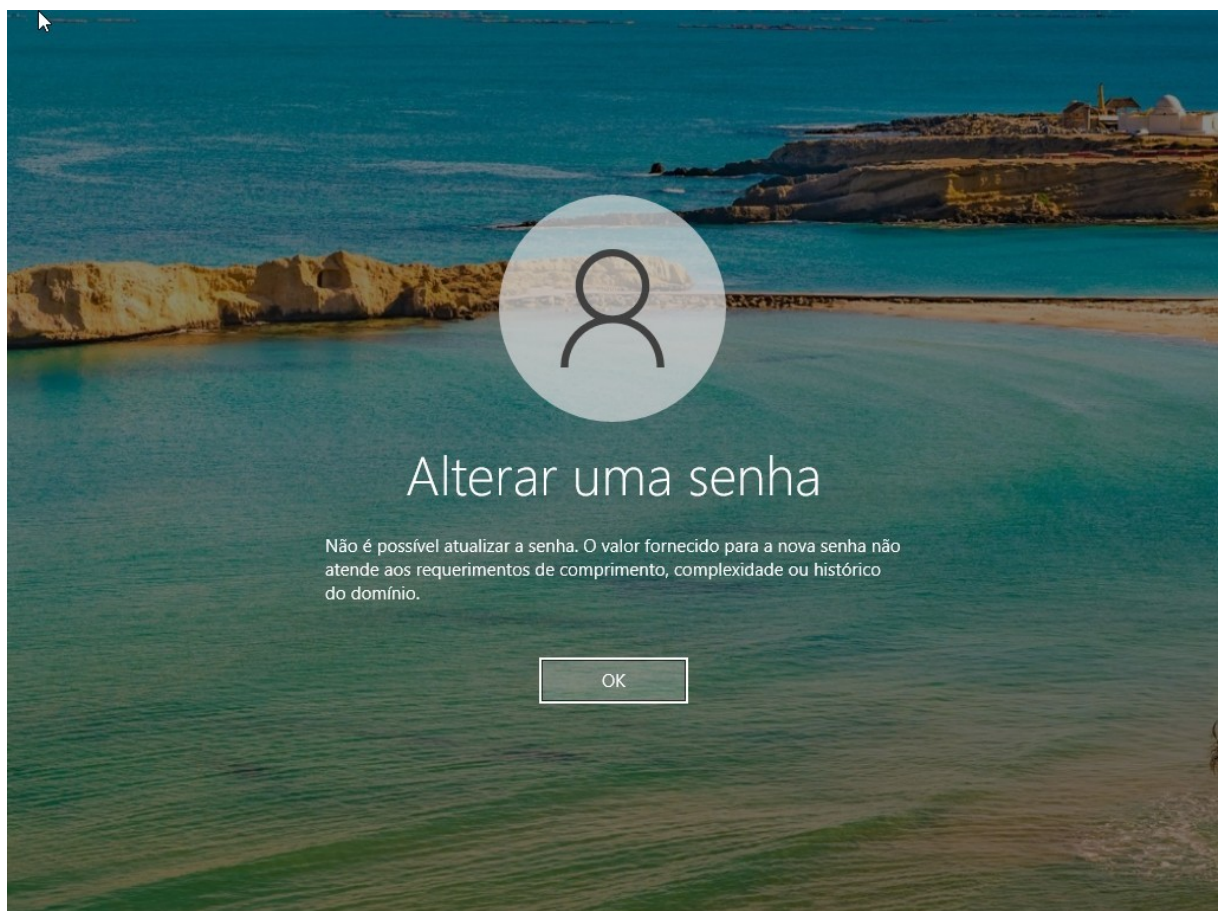 Alterar uma senha
Não é possível atualizar a senha. O valor fornecido para a nova senha não
atende aos requerimentos de comprimento, complexidade ou histórico
do domínio.
OK